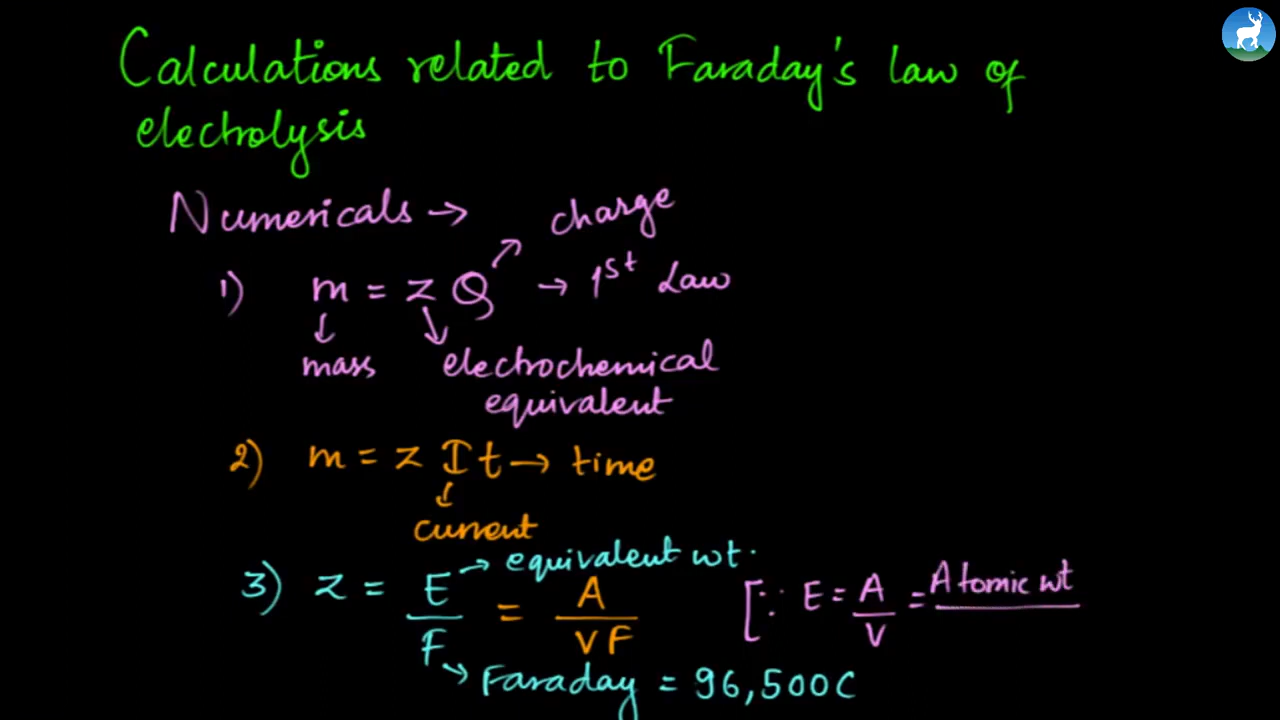 Calculations related to Faraday's law of
electrolysis
Numericals → charge
1) m = z Q → 1st Law
mass electrochemical
equivalent
2) m = z I t → time
current
3) z = E/F = A/VF → equivalent wt. [∵ E = A/V = Atomic wt
Faraday = 96,500C